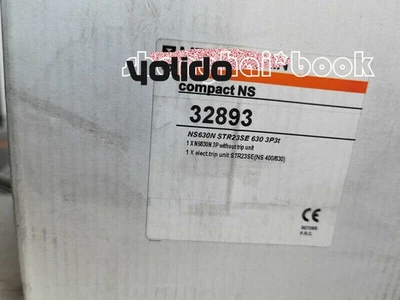 yolido
book
compact NS
32893
NS630N STR23SE 630 3P3t
1 X NS630N 3P without trip unit
1 X elect.trip unit STR23SE(NS 400/630)
CE